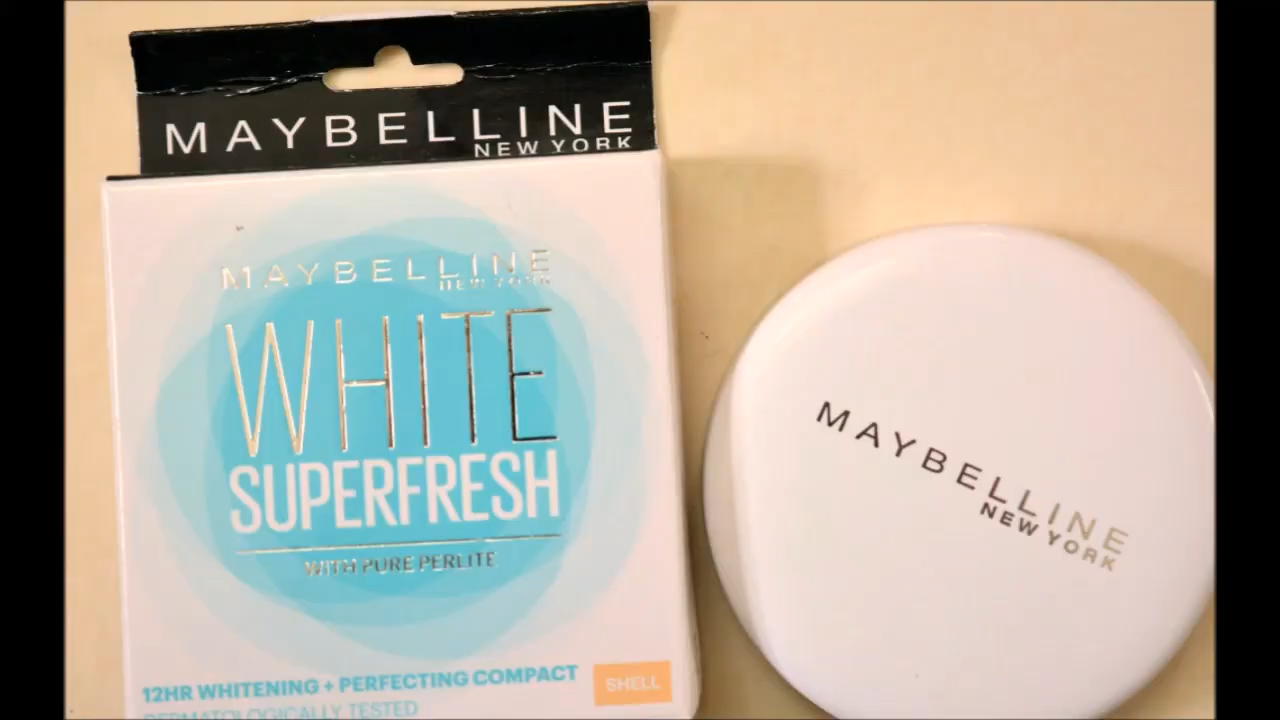 MAYBELLINE
NEW YORK
MAYBELLINE
NEW YORK
WHITE
SUPERFRESH
WITH PURE PERLITE
12HR WHITENING + PERFECTING COMPACT
SHELL
DERMATOLOGICALLY TESTED
MAYBELLINE
NEW YORK